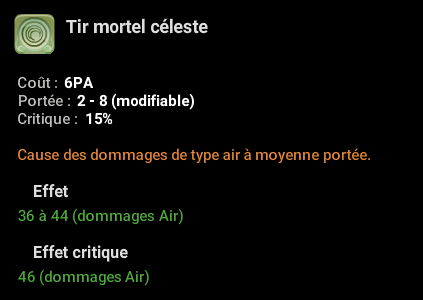 Tir mortel céleste
Coût : 6PA
Portée : 2 - 8 (modifiable)
Critique : 15%
Cause des dommages de type air à moyenne portée.
Effet
36 à 44 (dommages Air)
Effet critique
46 (dommages Air)